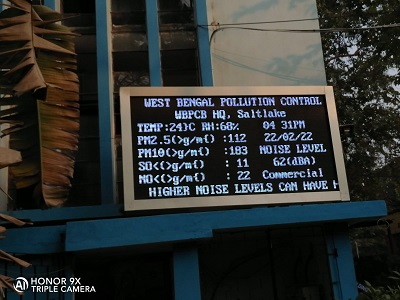 WEST BENGAL POLLUTION CONTROL
WBPCB HQ, Saltlake
TEMP:24)C RH:68% 04 31PM
PM2.5(>g/m{) :112 22/02/22
PM10(>g/m{) :183 NOISE LEVEL
SO<(>g/m{) : 11 62(dBA)
NO<(>g/m{) : 22 Commercial
HIGHER NOISE LEVELS CAN HAVE H
HONOR 9X
AI TRIPLE CAMERA